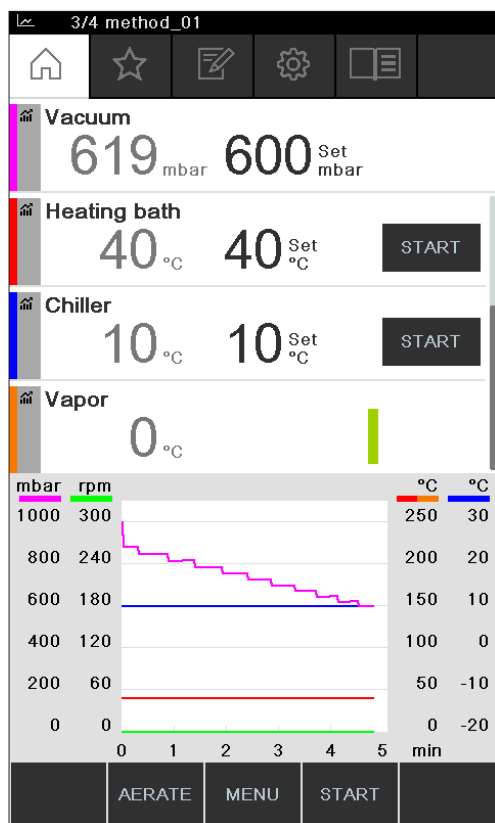 3/4 method_01
Vacuum
619 mbar 600 Set mbar
Heating bath
40 °C 40 Set °C START
Chiller
10 °C 10 Set °C START
Vapor
0 °C
mbar rpm °C °C
1000 300 250 30
800 240 200 20
600 180 150 10
400 120 100 0
200 60 50 -10
0 0 0 -20
0 1 2 3 4 5 min
AERATE MENU START